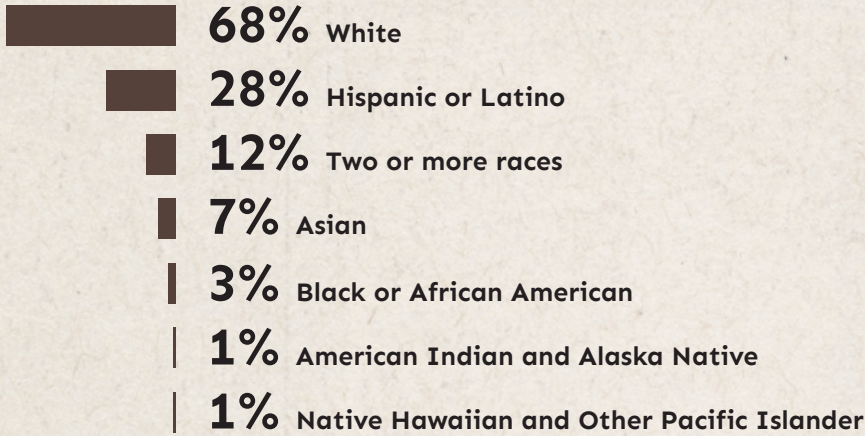 68% White
28% Hispanic or Latino
12% Two or more races
7% Asian
3% Black or African American
1% American Indian and Alaska Native
1% Native Hawaiian and Other Pacific Islander